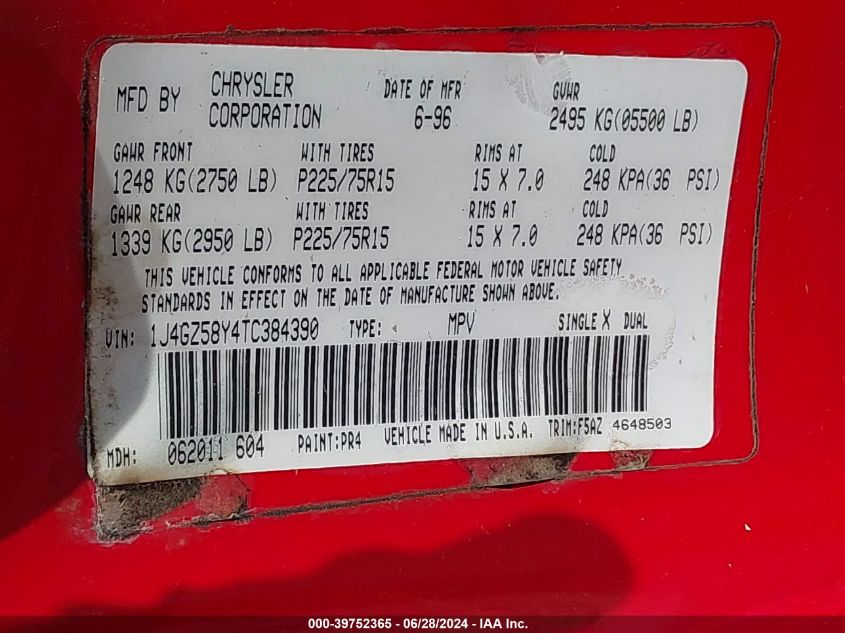 MFD BY CHRYSLER CORPORATION DATE OF MFR 6-96 GVWR 2495 KG(05500 LB)
GAWR FRONT WITH TIRES RIMS AT COLD
1248 KG(2750 LB) P225/75R15 15 X 7.0 248 KPA(36 PSI)
GAWR REAR WITH TIRES RIMS AT COLD
1339 KG(2950 LB) P225/75R15 15 X 7.0 248 KPA(36 PSI)
THIS VEHICLE CONFORMS TO ALL APPLICABLE FEDERAL MOTOR VEHICLE SAFETY
STANDARDS IN EFFECT ON THE DATE OF MANUFACTURE SHOWN ABOVE.
VIN: 1J4GZ58Y4TC384390 TYPE: MPV SINGLE X DUAL
MDH: 062011 604 PAINT:PR4 VEHICLE MADE IN U.S.A. TRIM:F5AZ 4648503
000-39752365 - 06/28/2024 - IAA Inc.